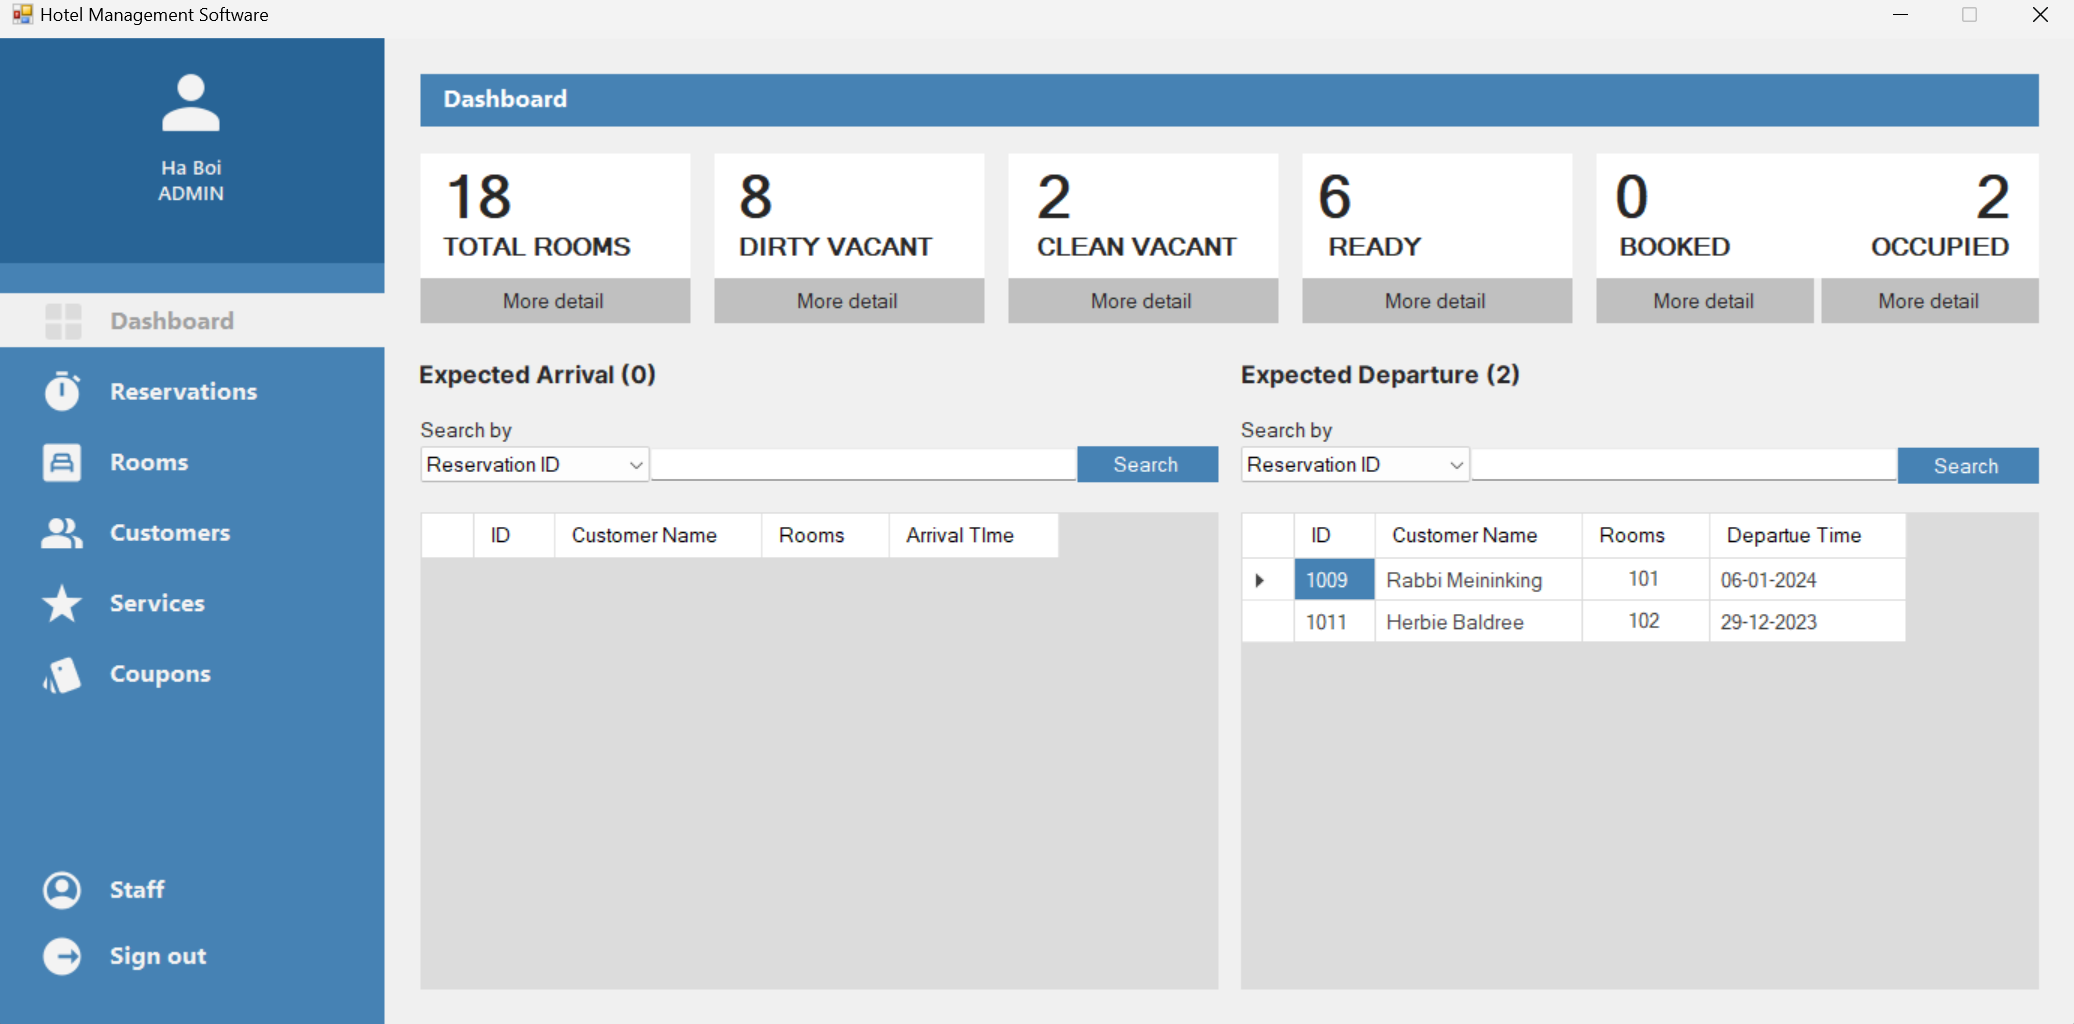 Hotel Management Software
Ha Boi
ADMIN
Dashboard
Reservations
Rooms
Customers
Services
Coupons
Staff
Sign out
Dashboard
18
TOTAL ROOMS
More detail
8
DIRTY VACANT
More detail
2
CLEAN VACANT
More detail
6
READY
More detail
0
BOOKED
More detail
2
OCCUPIED
More detail
Expected Arrival (0)
Search by
Reservation ID Search
ID Customer Name Rooms Arrival TIme
Expected Departure (2)
Search by
Reservation ID Search
ID Customer Name Rooms Departue Time
1009 Rabbi Meininking 101 06-01-2024
1011 Herbie Baldree 102 29-12-2023